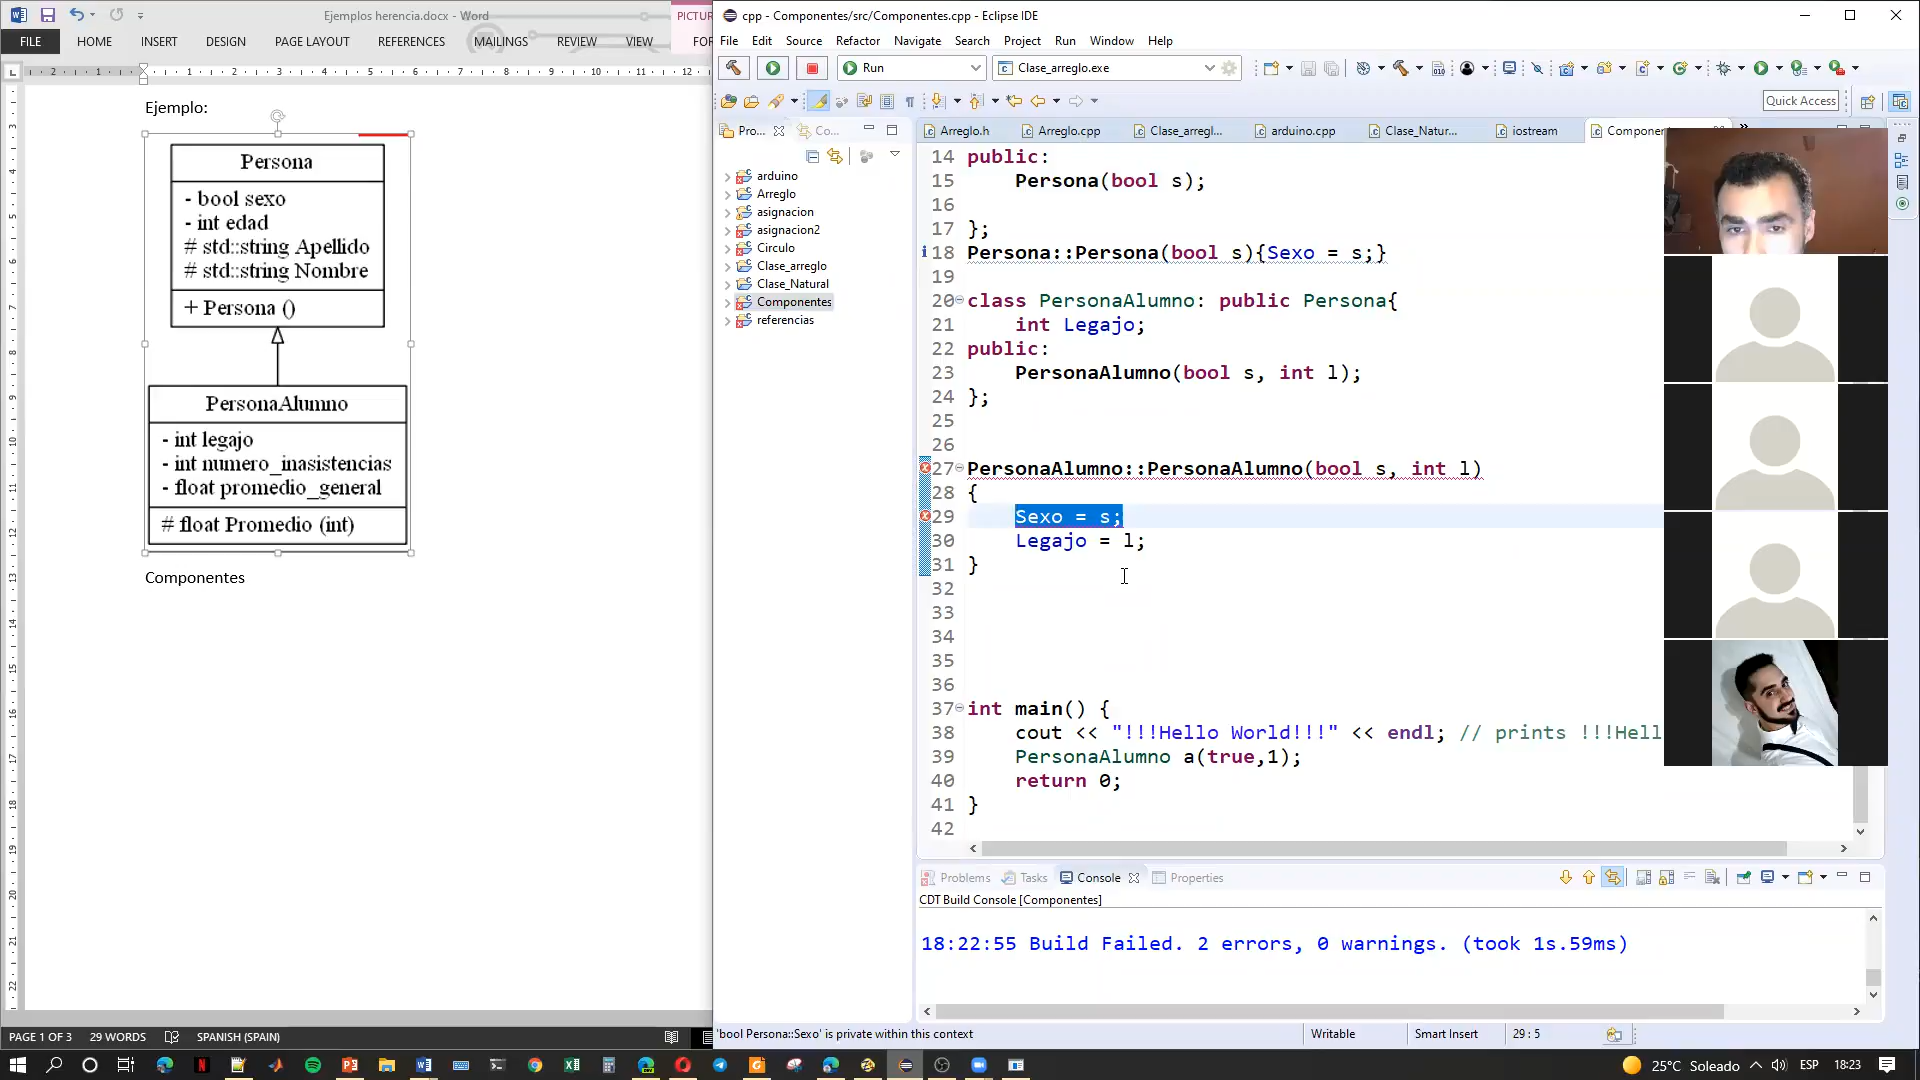 Ejemplos herencia.docx - Word
PICTUR
FILE HOME INSERT DESIGN PAGE LAYOUT REFERENCES MAILINGS REVIEW VIEW FOR
Ejemplo:
Persona
- bool sexo
- int edad
# std::string Apellido
# std::string Nombre
+ Persona ()
PersonaAlumno
- int legajo
- int numero_inasistencias
- float promedio_general
# float Promedio (int)
Componentes
PAGE 1 OF 3 29 WORDS SPANISH (SPAIN)
cpp - Componentes/src/Componentes.cpp - Eclipse IDE
File Edit Source Refactor Navigate Search Project Run Window Help
Run Clase_arreglo.exe
Quick Access
Pro... Co...
arduino
Arreglo
asignacion
asignacion2
Circulo
Clase_arreglo
Clase_Natural
Componentes
referencias
Arreglo.h Arreglo.cpp Clase_arregl... arduino.cpp Clase_Natur... iostream Component
14 public:
15 Persona(bool s);
16
17 };
18 Persona::Persona(bool s){Sexo = s;}
19
20 class PersonaAlumno: public Persona{
21 int Legajo;
22 public:
23 PersonaAlumno(bool s, int l);
24 };
25
26
27 PersonaAlumno::PersonaAlumno(bool s, int l)
28 {
29 Sexo = s;
30 Legajo = l;
31 }
32
33
34
35
36
37 int main() {
38 cout << "!!!Hello World!!!" << endl; // prints !!!Hell
39 PersonaAlumno a(true,1);
40 return 0;
41 }
42
Problems Tasks Console Properties
CDT Build Console [Componentes]
18:22:55 Build Failed. 2 errors, 0 warnings. (took 1s.59ms)
'bool Persona::Sexo' is private within this context Writable Smart Insert 29 : 5
25°C Soleado ESP 18:23